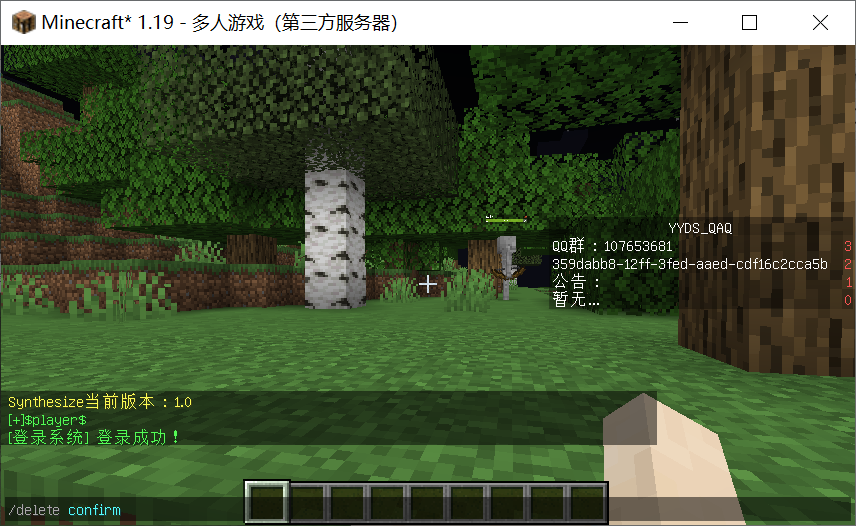 Minecraft* 1.19 - 多人游戏（第三方服务器）
YYDS_QAQ
QQ群：107653681 3
359dabb8-12ff-3fed-aaed-cdf16c2cca5b 2
公告： 1
暂无... 0
Synthesize当前版本：1.0
[+]$player$
[登录系统] 登录成功！
/delete confirm